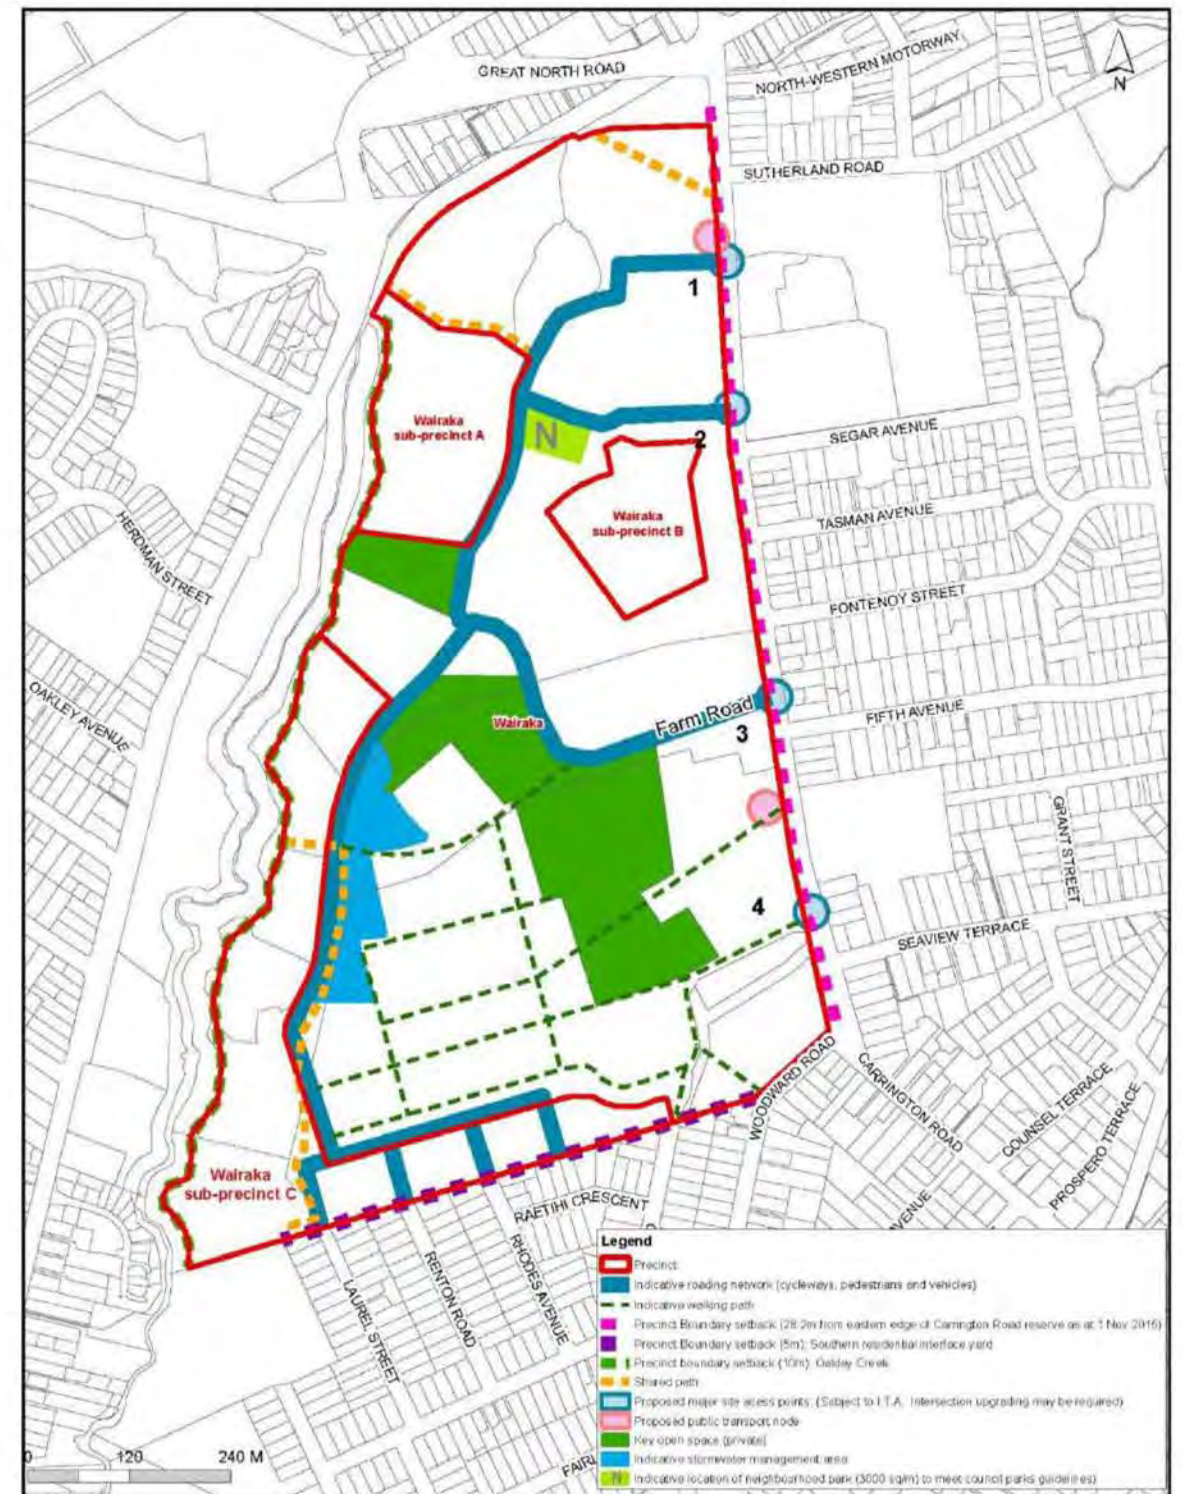 GREAT NORTH ROAD
NORTH-WESTERN MOTORWAY
N
SUTHERLAND ROAD
1
Wairaka
sub-precinct A
N
2
SEGAR AVENUE
Wairaka
sub-precinct B
TASMAN AVENUE
HERDMAN STREET
FONTENOY STREET
OAKLEY AVENUE
Wairaka
Farm Road
FIFTH AVENUE
3
GRANT STREET
4
SEAVIEW TERRACE
WOODWARD ROAD
CARRINGTON ROAD
COUNSEL TERRACE
PROSPERO TERRACE
Wairaka
sub-precinct C
RAETIHI CRESCENT
AVENUE
LAUREL STREET
RENTON ROAD
RHODES AVENUE
Legend
Precinct
Indicative roading network (cycleways, pedestrians and vehicles)
Indicative walking path
Precinct Boundary setback (28.2m from eastern edge of Carrington Road reserve as at 1 Nov 2015)
Precinct Boundary setback (5m): Southern residential interface yard
Precinct boundary setback (10m): Oakley Creek
Shared path
Proposed major site access points. (Subject to I.T.A. Intersection upgrading may be required)
Proposed public transport node
Key open space (private)
Indicative stormwater management area
N Indicative location of neighbourhood park (3000 sq/m) to meet council parks guidelines)
0 120 240 M
FAIRL